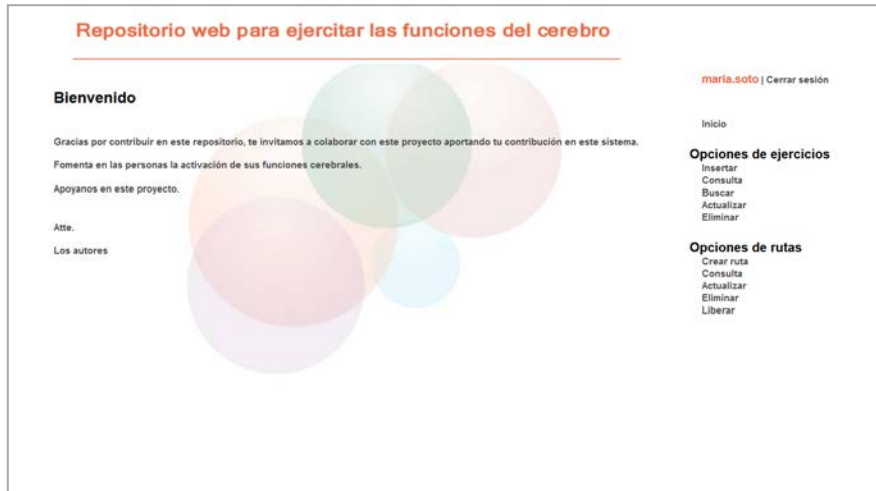 Repositorio web para ejercitar las funciones del cerebro
maria.soto | Cerrar sesión
Bienvenido
Gracias por contribuir en este repositorio, te invitamos a colaborar con este proyecto aportando tu contribución en este sistema.
Fomenta en las personas la activación de sus funciones cerebrales.
Apoyanos en este proyecto.
Atte.
Los autores
Inicio
Opciones de ejercicios
Insertar
Consulta
Buscar
Actualizar
Eliminar
Opciones de rutas
Crear ruta
Consulta
Actualizar
Eliminar
Liberar